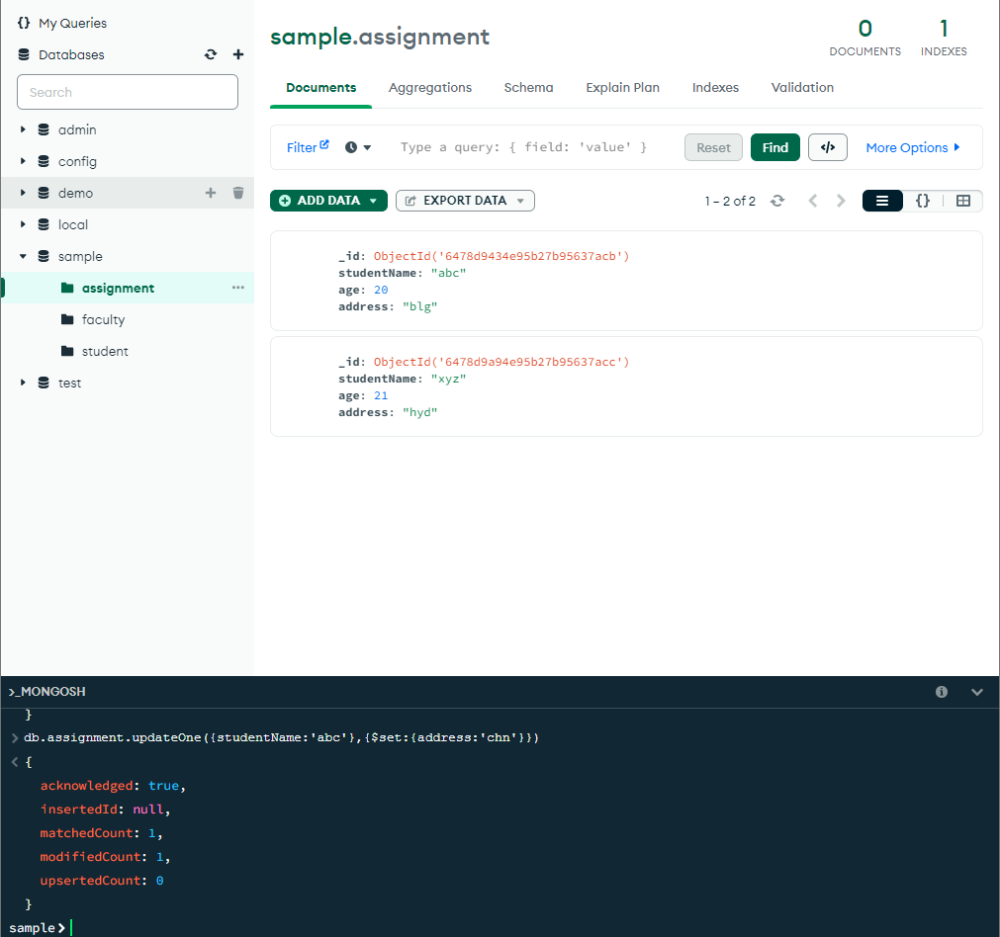 {} My Queries
Databases
Search
admin
config
demo
local
sample
assignment
faculty
student
test
sample.assignment
0
DOCUMENTS
1
INDEXES
Documents Aggregations Schema Explain Plan Indexes Validation
Filter Type a query: { field: 'value' } Reset Find </> More Options
ADD DATA EXPORT DATA 1 – 2 of 2 {}
_id: ObjectId('6478d9434e95b27b95637acb')
studentName: "abc"
age: 20
address: "blg"
_id: ObjectId('6478d9a94e95b27b95637acc')
studentName: "xyz"
age: 21
address: "hyd"
>_MONGOSH
}
> db.assignment.updateOne({studentName:'abc'},{$set:{address:'chn'}})
< {
acknowledged: true,
insertedId: null,
matchedCount: 1,
modifiedCount: 1,
upsertedCount: 0
}
sample>